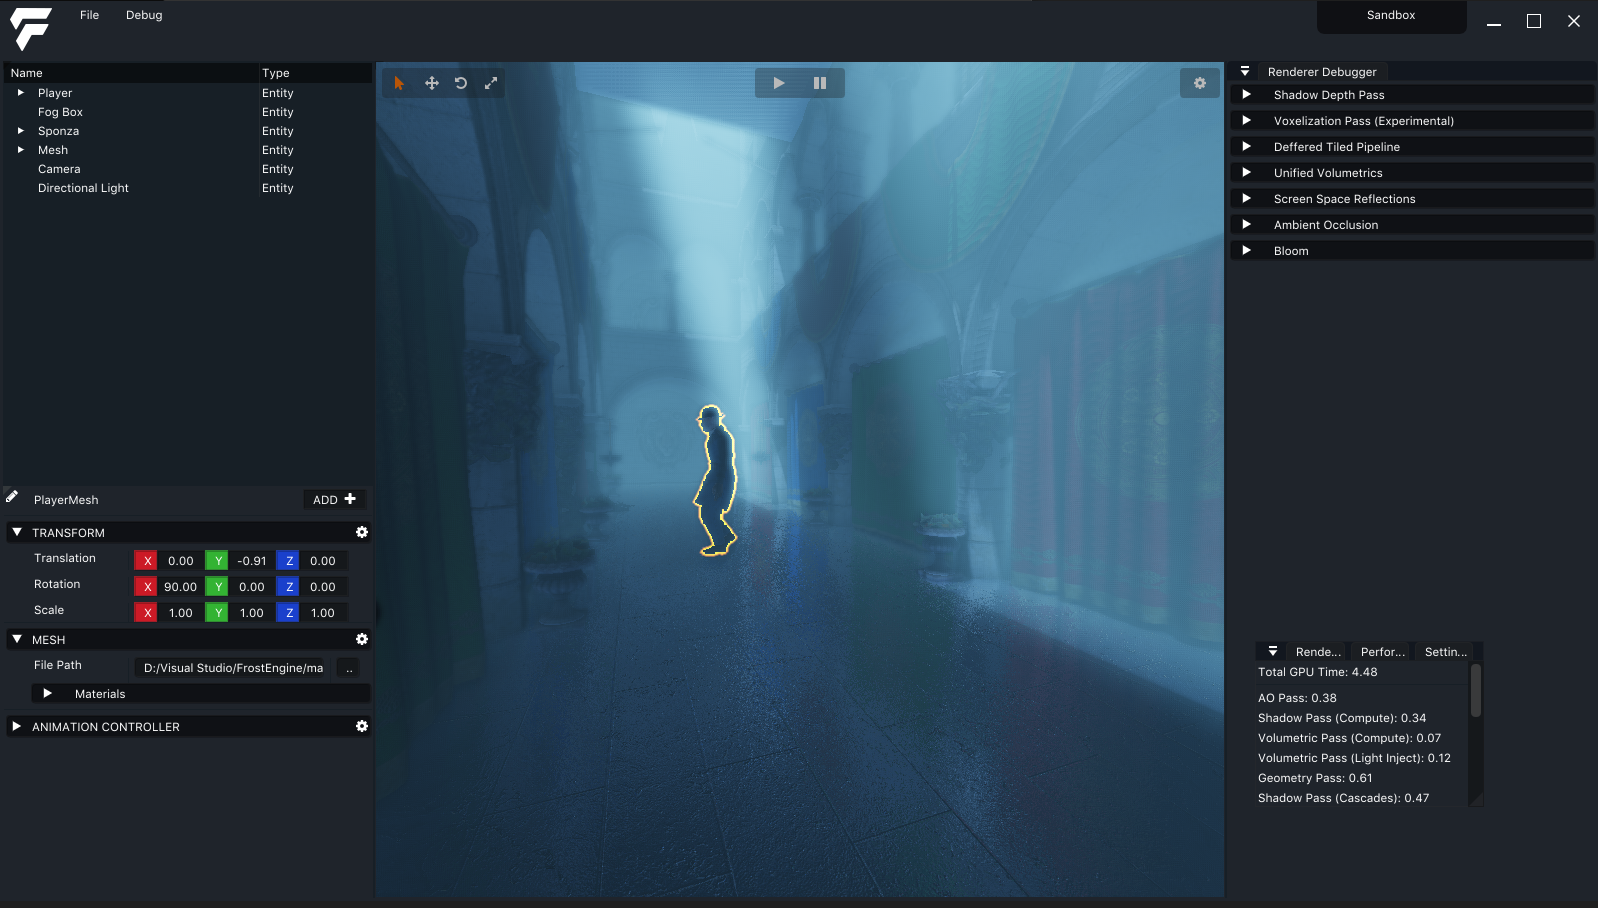 File Debug
Sandbox
Name Type
Player Entity
Fog Box Entity
Sponza Entity
Mesh Entity
Camera Entity
Directional Light Entity
PlayerMesh ADD
TRANSFORM
Translation X 0.00 Y -0.91 Z 0.00
Rotation X 90.00 Y 0.00 Z 0.00
Scale X 1.00 Y 1.00 Z 1.00
MESH
File Path D:/Visual Studio/FrostEngine/ma ..
Materials
ANIMATION CONTROLLER
Renderer Debugger
Shadow Depth Pass
Voxelization Pass (Experimental)
Deffered Tiled Pipeline
Unified Volumetrics
Screen Space Reflections
Ambient Occlusion
Bloom
Rende... Perfor... Settin...
Total GPU Time: 4.48
AO Pass: 0.38
Shadow Pass (Compute): 0.34
Volumetric Pass (Compute): 0.07
Volumetric Pass (Light Inject): 0.12
Geometry Pass: 0.61
Shadow Pass (Cascades): 0.47